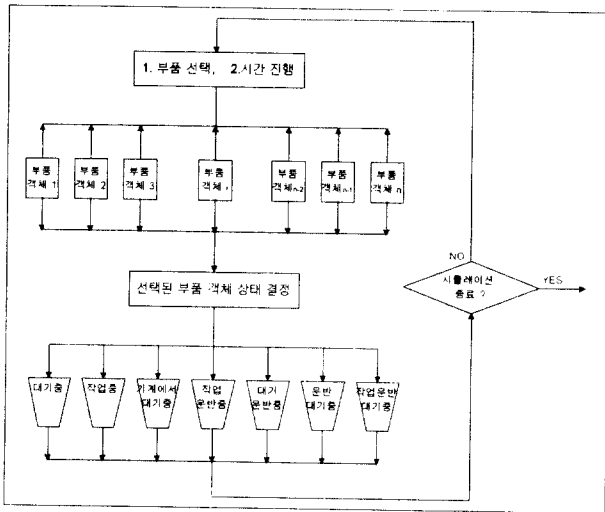 1. 부품 선택, 2.시간 진행
부품
객체 1
부품
객체 2
부품
객체 3
부품
객체 i
부품
객체n-2
부품
객체n-1
부품
객체 n
선택된 부품 객체 상태 결정
NO
YES
시뮬레이션
종료 ?
대기중
작업중
기계에서
대기중
작업
운반중
대기
운반중
운반
대기중
작업운반
대기중